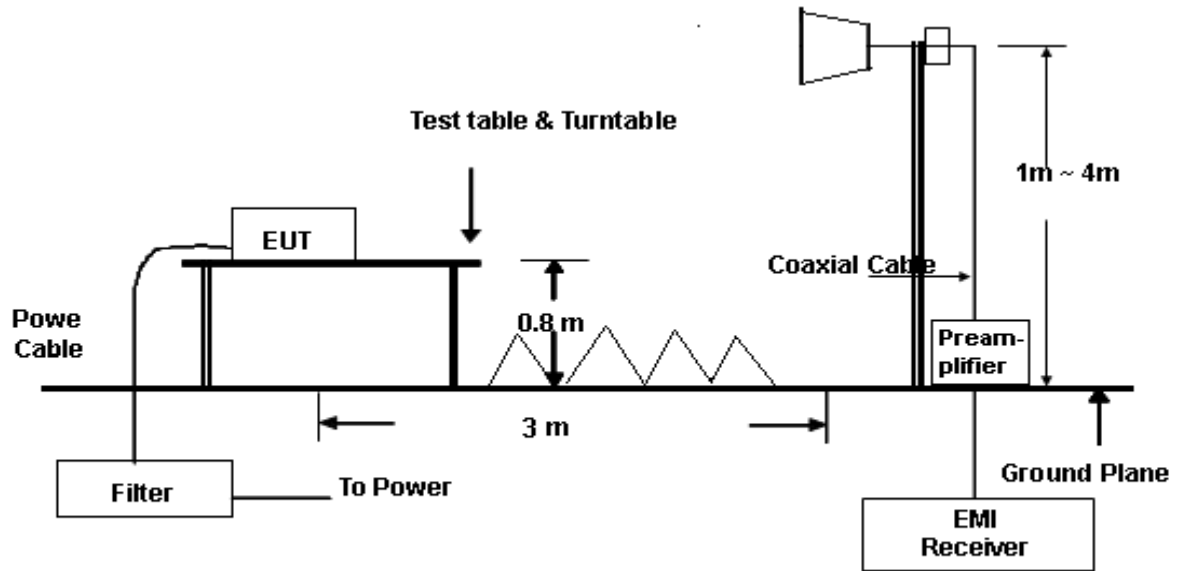 Test table & Turntable
1m ~ 4m
EUT
Coaxial Cable
0.8 m
Powe
Cable
Pream-
plifier
3 m
Ground Plane
Filter
To Power
EMI
Receiver